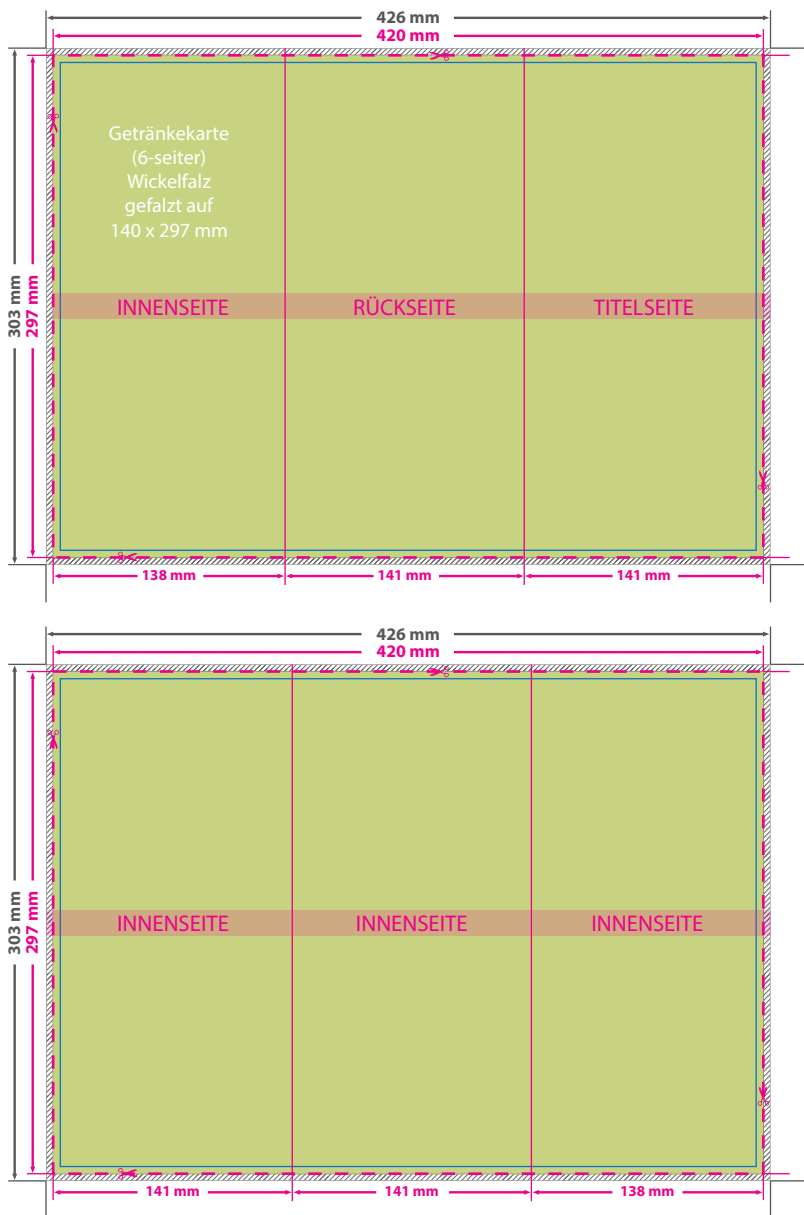 426 mm
420 mm
303 mm
297 mm
Getränkekarte
(6-seiter)
Wickelfalz
gefalzt auf
140 x 297 mm
INNENSEITE RÜCKSEITE TITELSEITE
138 mm 141 mm 141 mm
426 mm
420 mm
303 mm
297 mm
INNENSEITE INNENSEITE INNENSEITE
141 mm 141 mm 138 mm